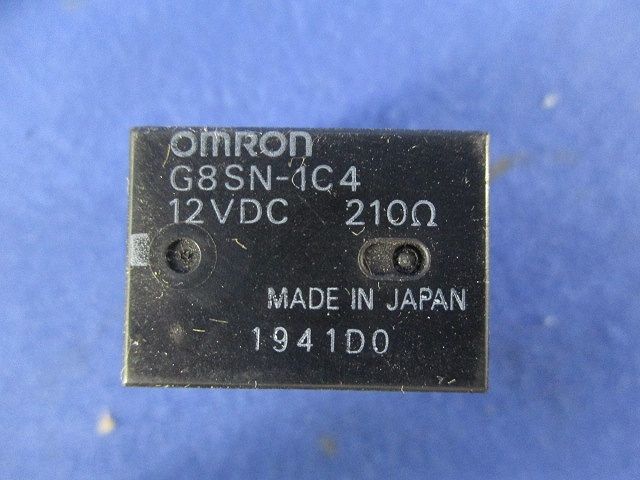 omron
G8SN-1C4
12VDC 210Ω
MADE IN JAPAN
1941D0